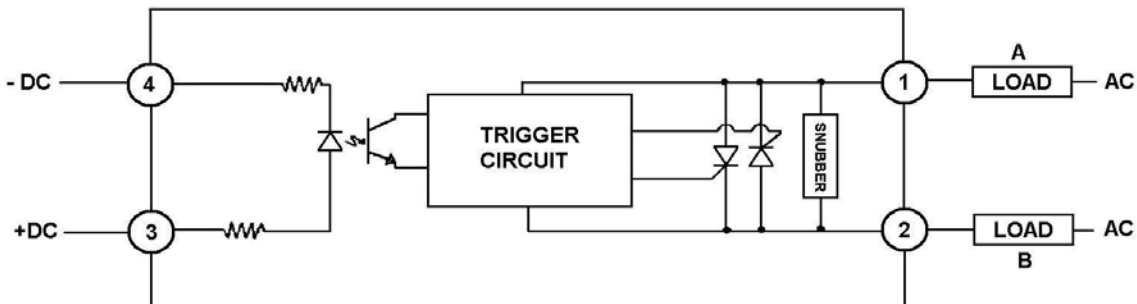 A
- DC
4
1
LOAD
AC
TRIGGER
CIRCUIT
SNUBBER
+DC
3
2
LOAD
AC
B